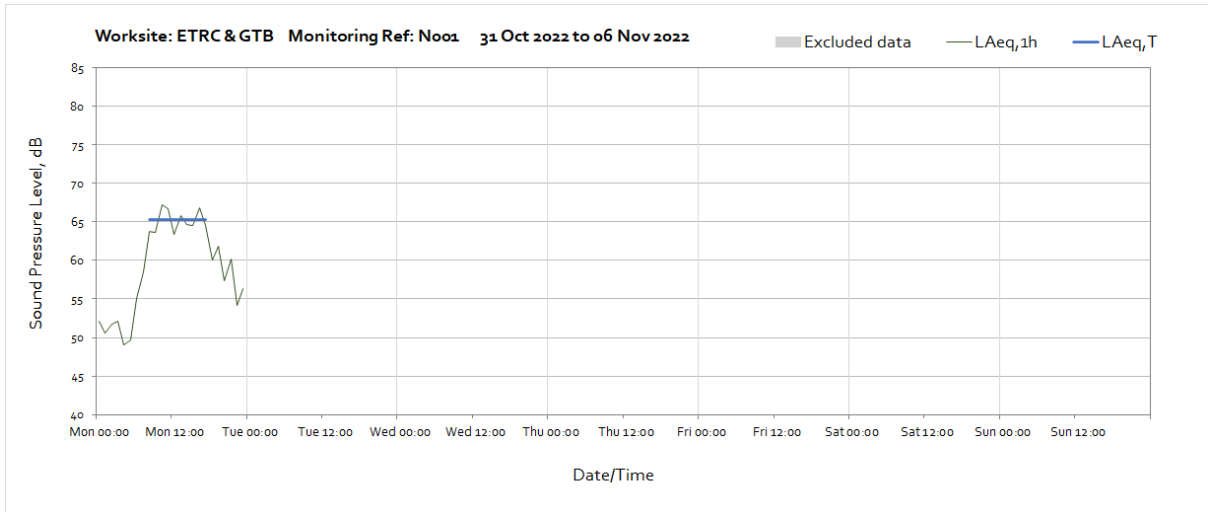 Worksite: ETRC & GTB Monitoring Ref: N001 31 Oct 2022 to 06 Nov 2022
Excluded data LAeq,1h LAeq,T
85
80
75
70
65
60
55
50
45
40
Sound Pressure Level, dB
Mon 00:00 Mon 12:00 Tue 00:00 Tue 12:00 Wed 00:00 Wed 12:00 Thu 00:00 Thu 12:00 Fri 00:00 Fri 12:00 Sat 00:00 Sat 12:00 Sun 00:00 Sun 12:00
Date/Time